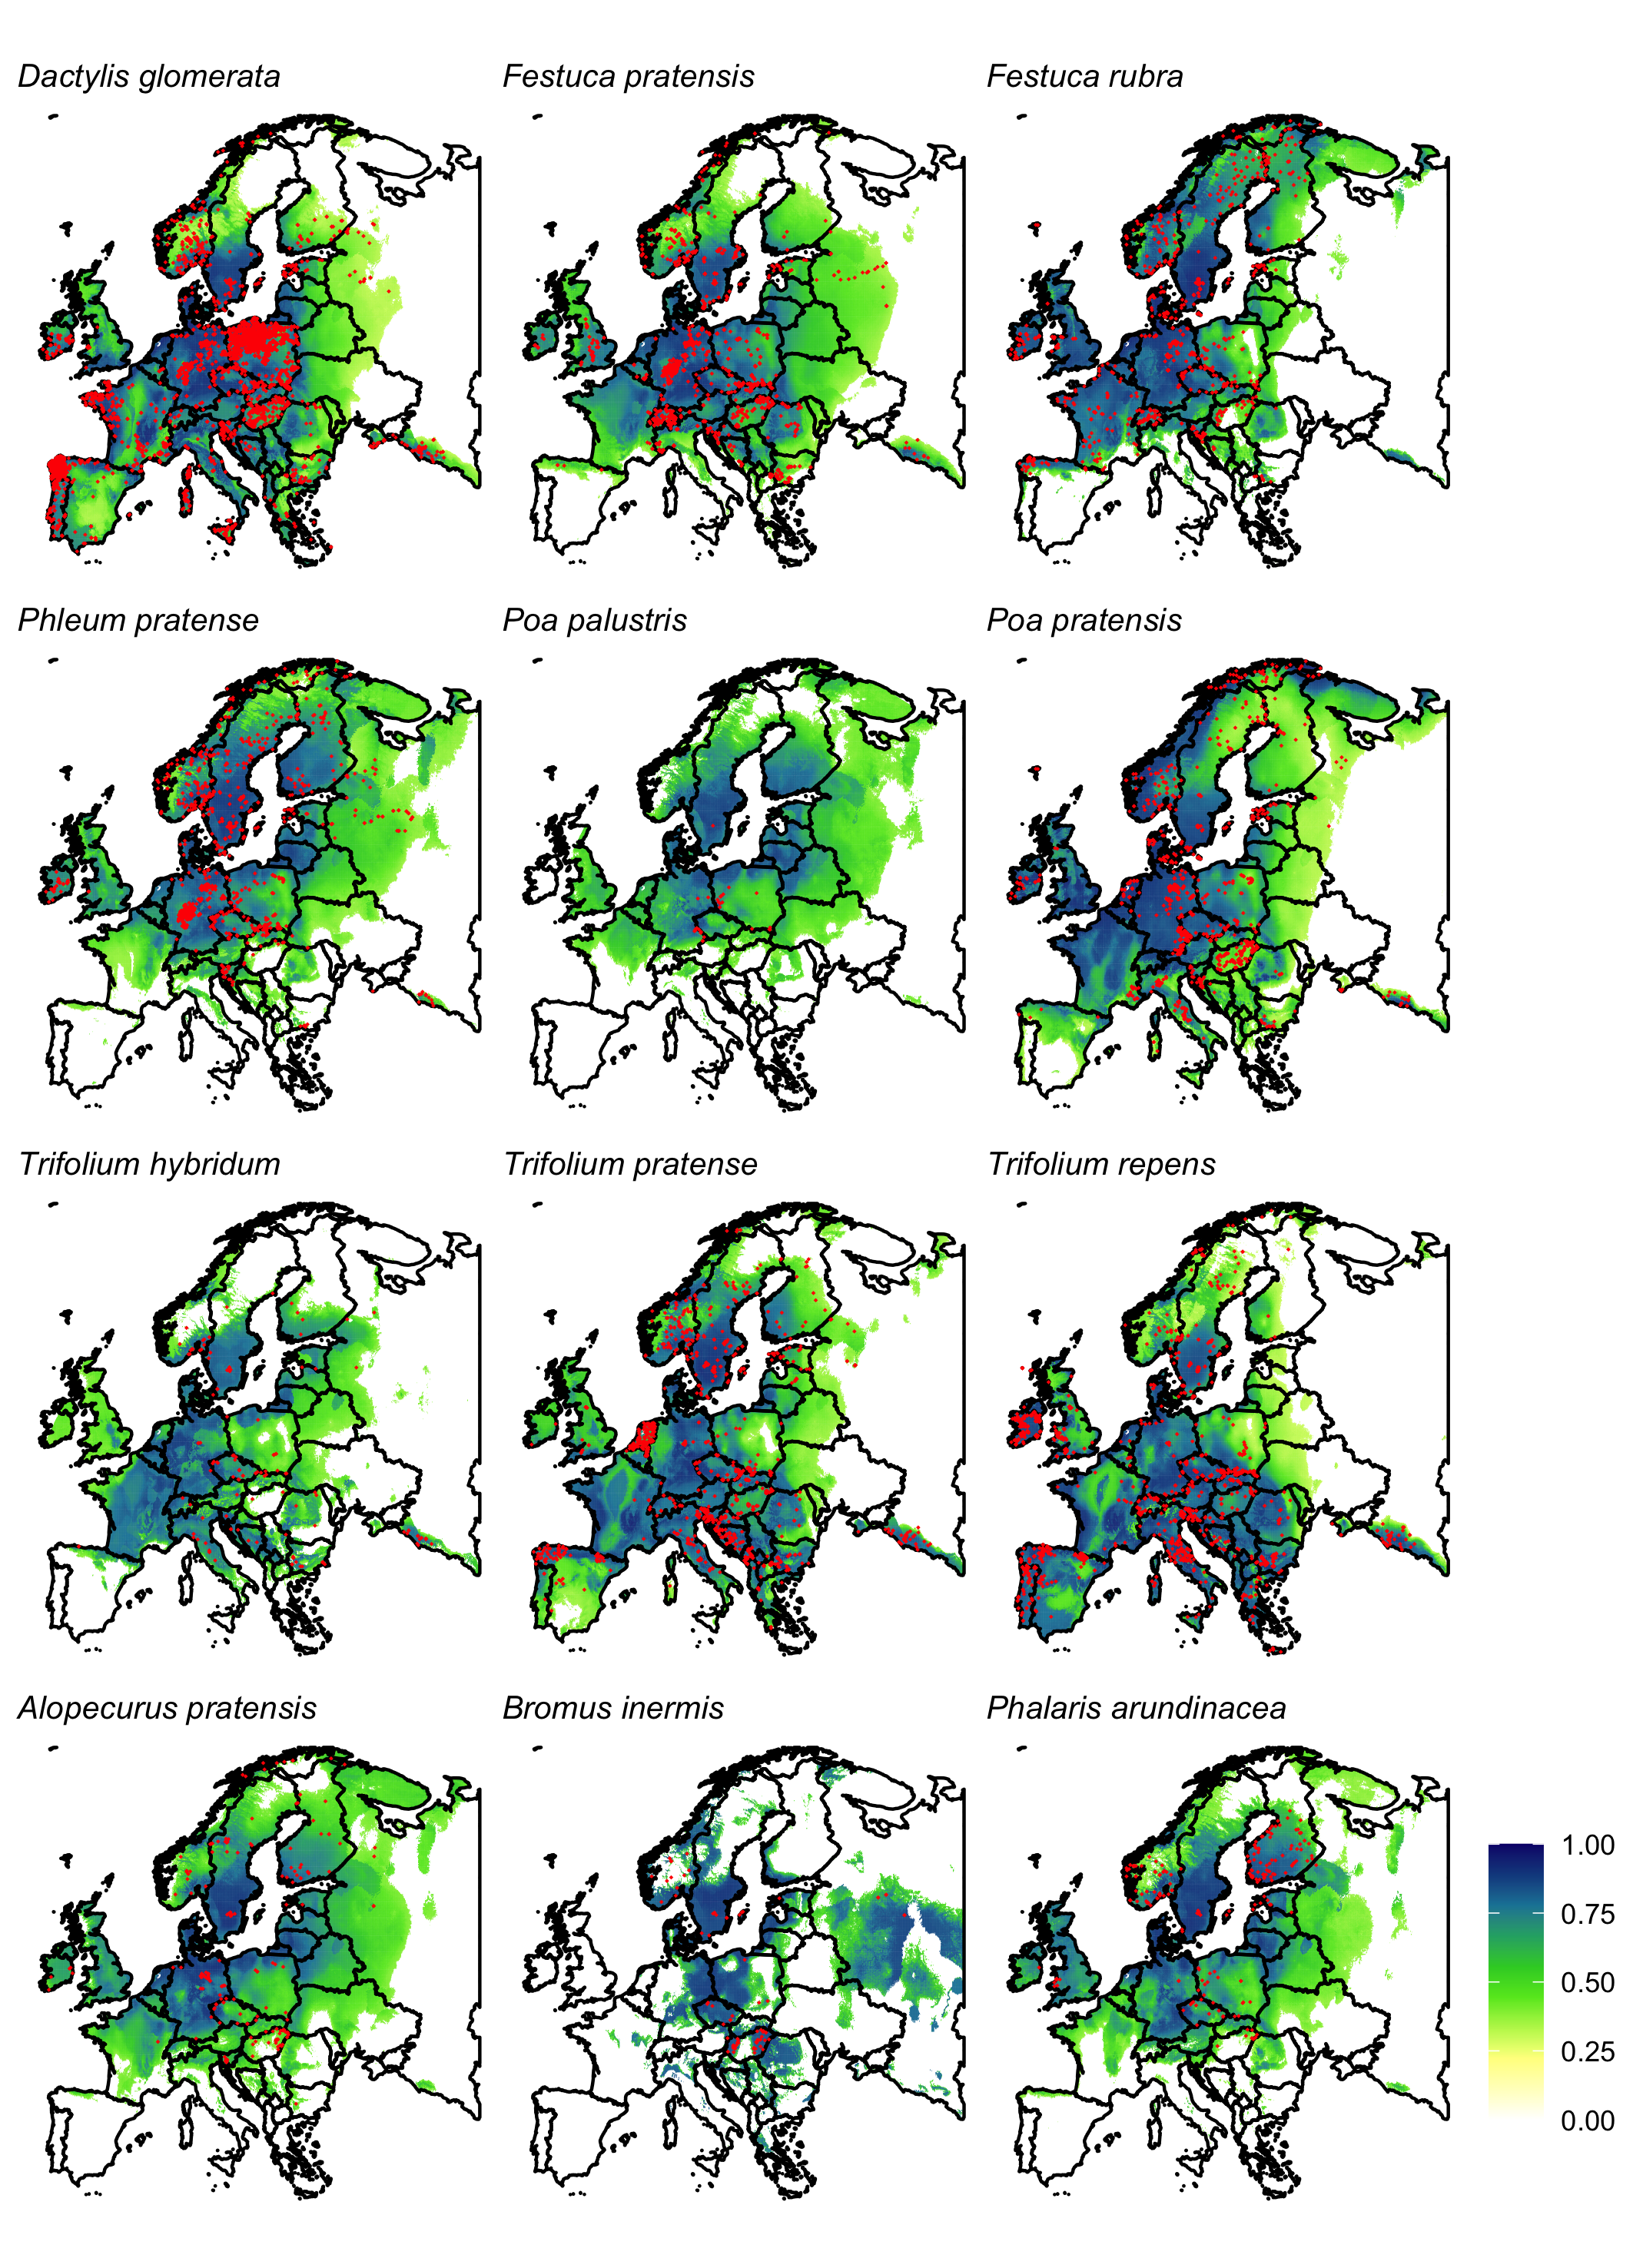 Dactylis glomerata
Festuca pratensis
Festuca rubra
Phleum pratense
Poa palustris
Poa pratensis
Trifolium hybridum
Trifolium pratense
Trifolium repens
Alopecurus pratensis
Bromus inermis
Phalaris arundinacea
1.00
0.75
0.50
0.25
0.00